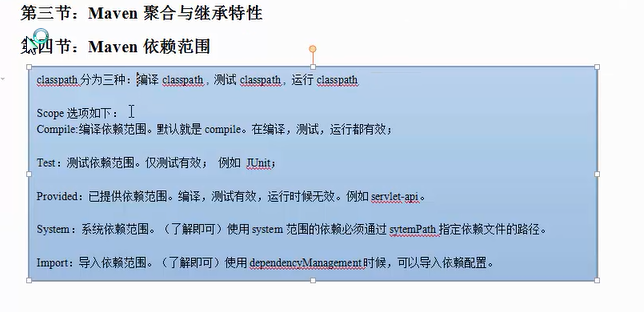 第三节：Maven 聚合与继承特性
第四节：Maven 依赖范围
classpath 分为三种：编译 classpath，测试 classpath，运行 classpath
Scope 选项如下：
Compile:编译依赖范围。默认就是 compile。在编译，测试，运行都有效；
Test：测试依赖范围。仅测试有效； 例如 JUnit；
Provided：已提供依赖范围。编译，测试有效，运行时候无效。例如 servlet-api。
System：系统依赖范围。（了解即可）使用 system 范围的依赖必须通过 sytemPath 指定依赖文件的路径。
Import：导入依赖范围。（了解即可）使用 dependencyManagement 时候，可以导入依赖配置。